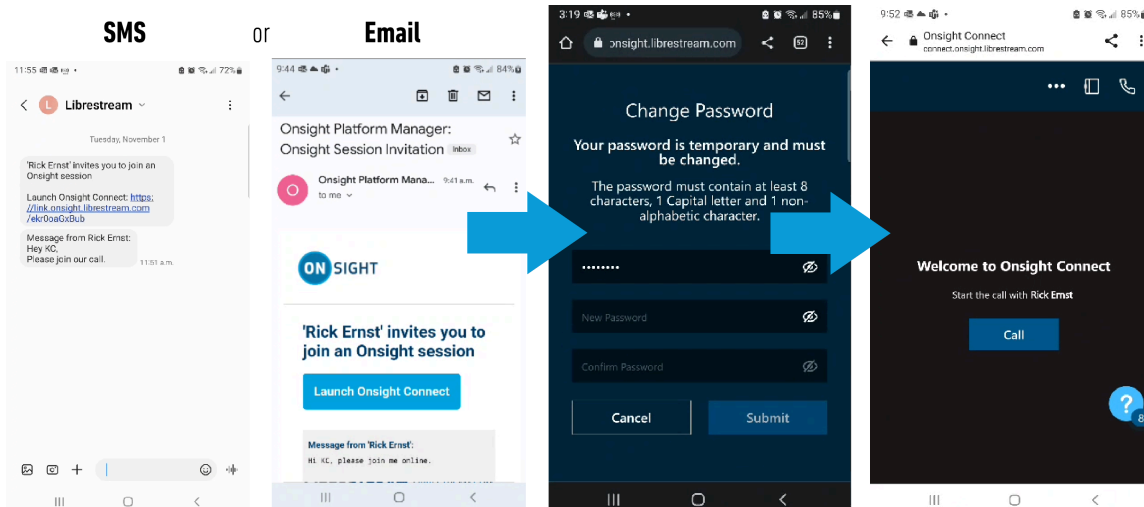 SMS
or
Email
11:55
72%
Librestream
Tuesday, November 1
'Rick Ernst' invites you to join an
Onsight session
Launch Onsight Connect: https:
//link.onsight.librestream.com
/ekr0oaGxBub
Message from Rick Ernst:
Hey KC,
Please join our call.
11:51 a.m.
9:44
84%
Onsight Platform Manager:
Onsight Session Invitation
Inbox
Onsight Platform Mana...
9:41 a.m.
to me
ON SIGHT
'Rick Ernst' invites you to
join an Onsight session
Launch Onsight Connect
Message from 'Rick Ernst':
Hi KC, please join me online.
3:19
85%
onsight.librestream.com
52
Change Password
Your password is temporary and must
be changed.
The password must contain at least 8
characters, 1 Capital letter and 1 non-
alphabetic character.
New Password
Confirm Password
Cancel
Submit
9:52
85%
Onsight Connect
connect.onsight.librestream.com
Welcome to Onsight Connect
Start the call with Rick Ernst
Call
?
8